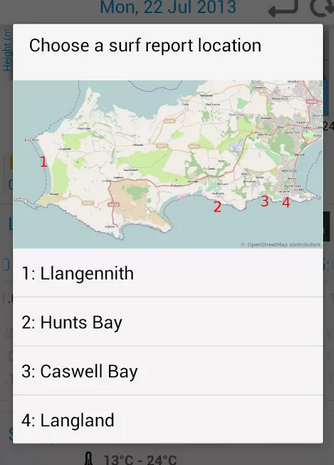 Mon, 22 Jul 2013
Height (m)
Choose a surf report location
24
1
2
3
4
© OpenStreetMap contributors
1: Llangennith
2: Hunts Bay
3: Caswell Bay
4: Langland
13°C - 24°C